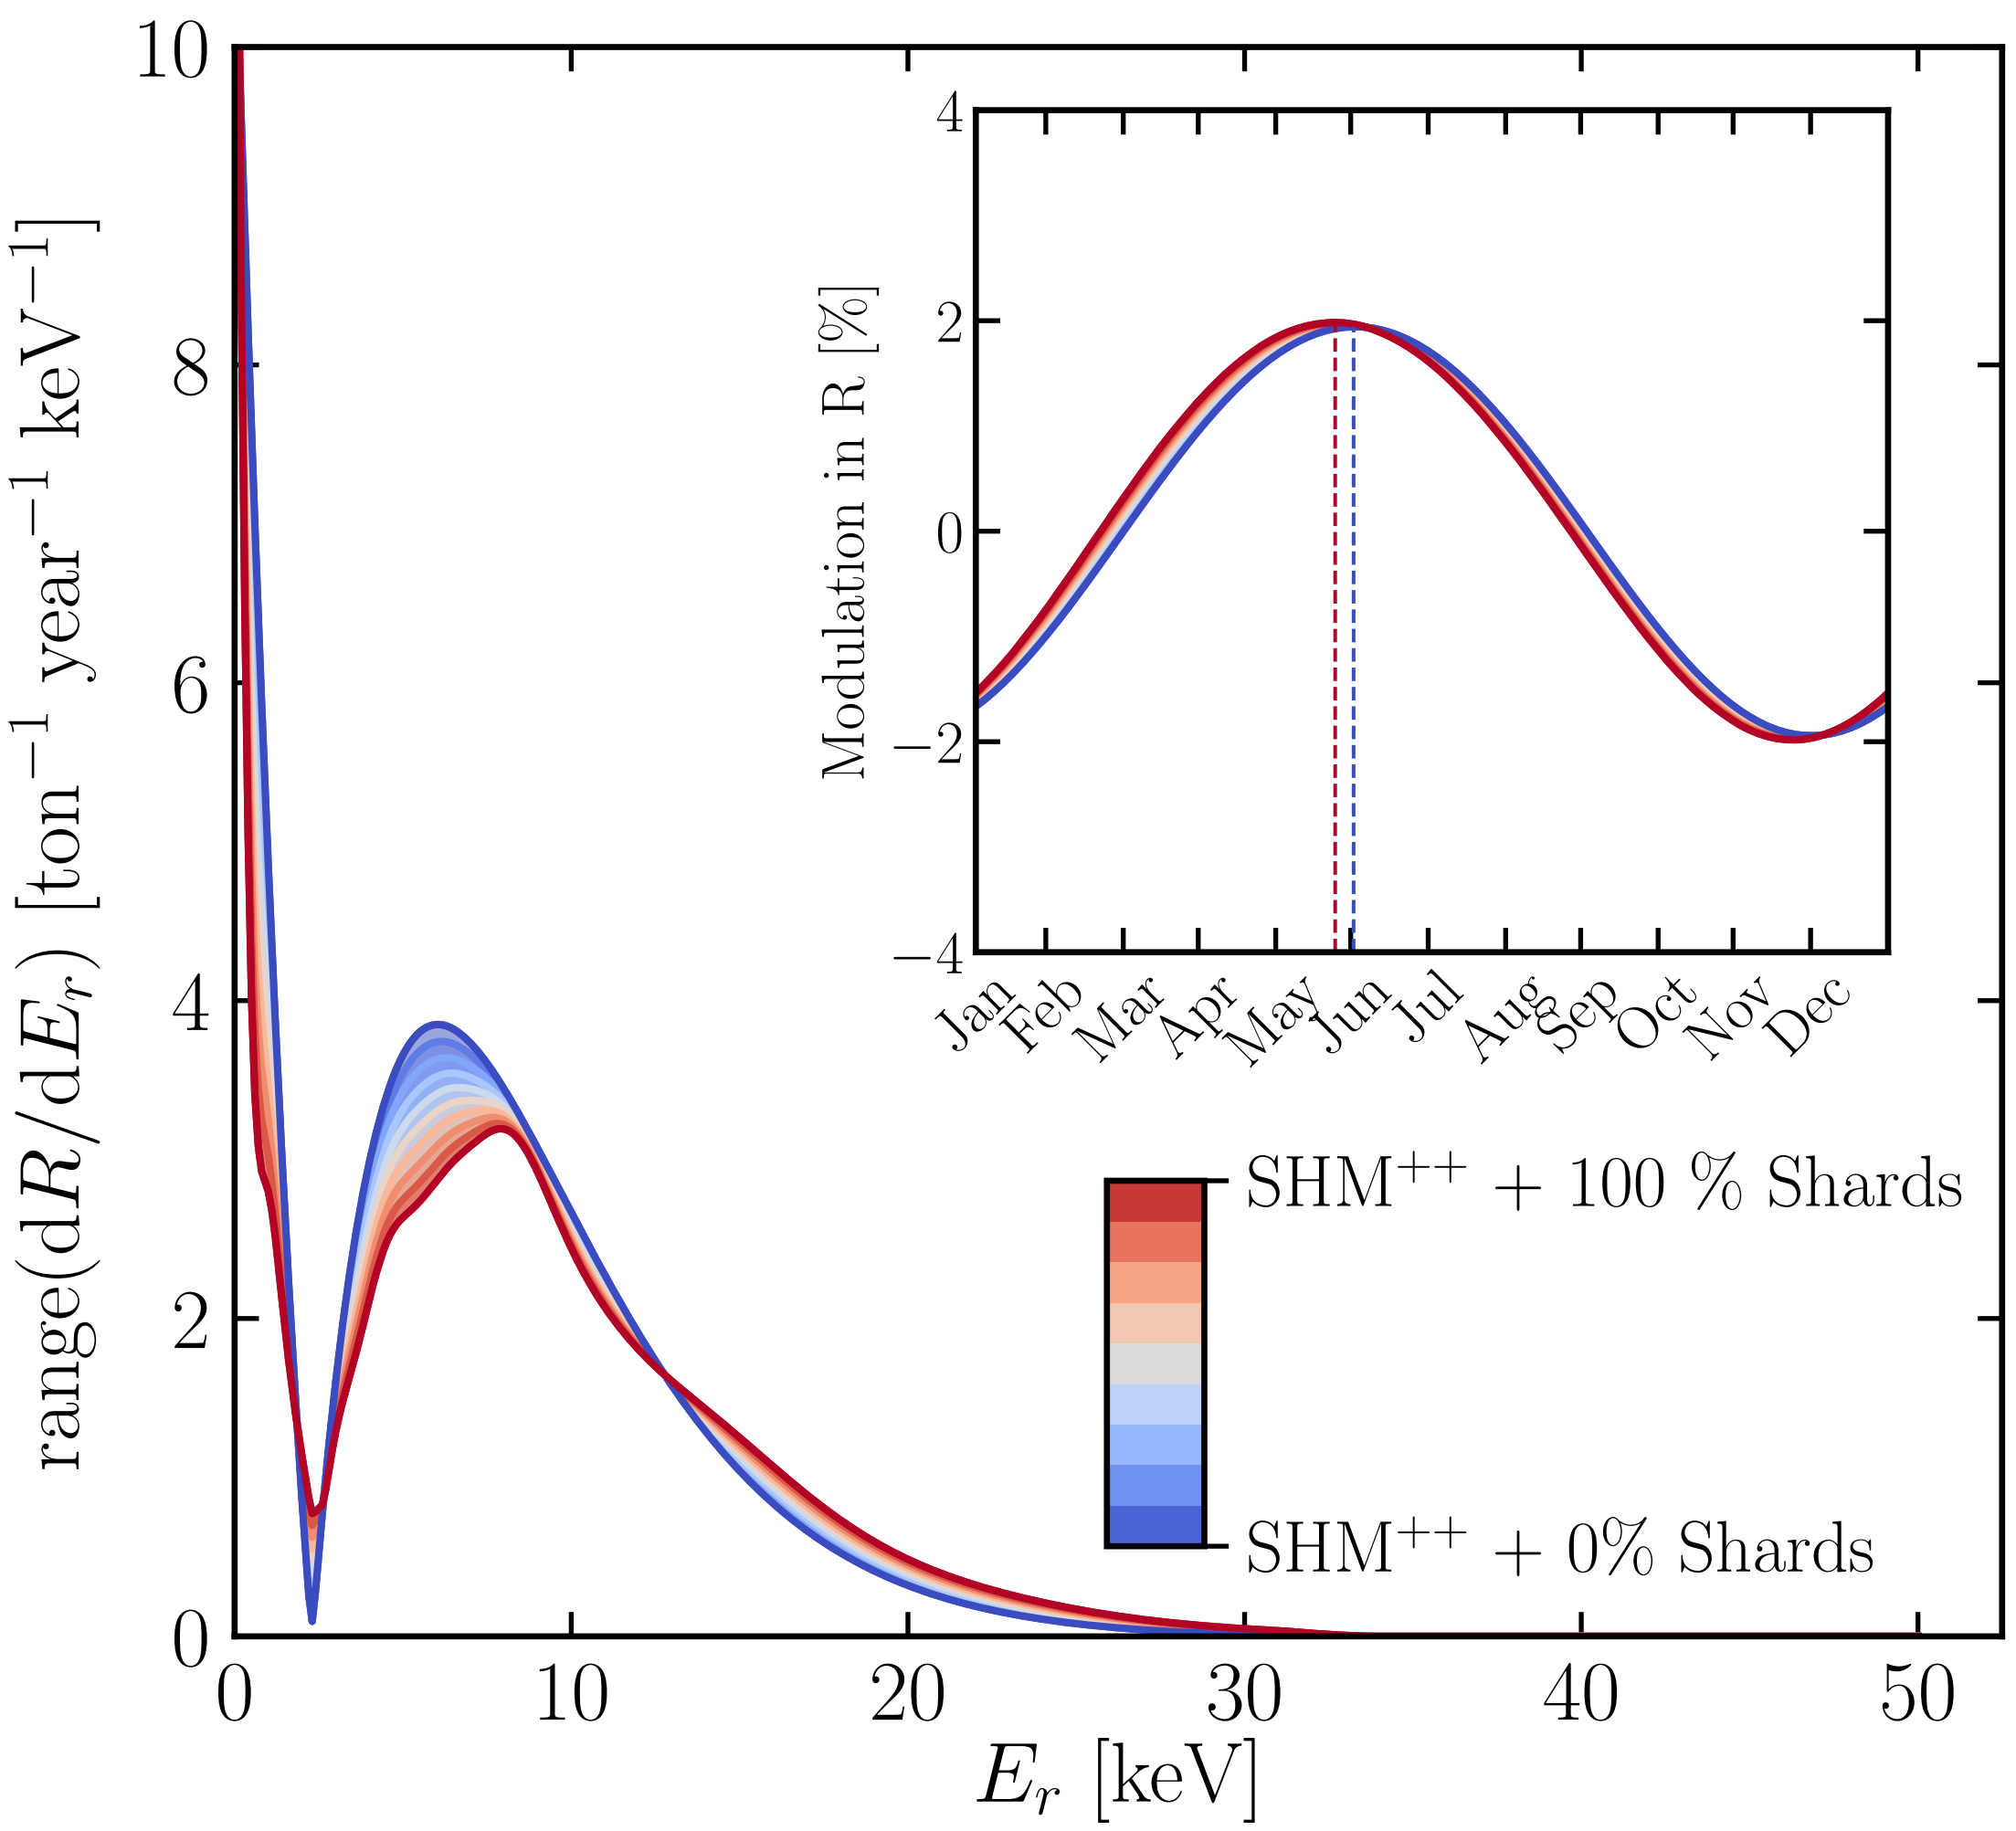 range(dR/dE_r) [ton⁻¹ year⁻¹ keV⁻¹]
10
8
6
4
2
0
0 10 20 30 40 50
E_r [keV]
Modulation in R [%]
4
2
0
−2
−4
Jan Feb Mar Apr May Jun Jul Aug Sep Oct Nov Dec
SHM⁺⁺ + 100 % Shards
SHM⁺⁺ + 0% Shards